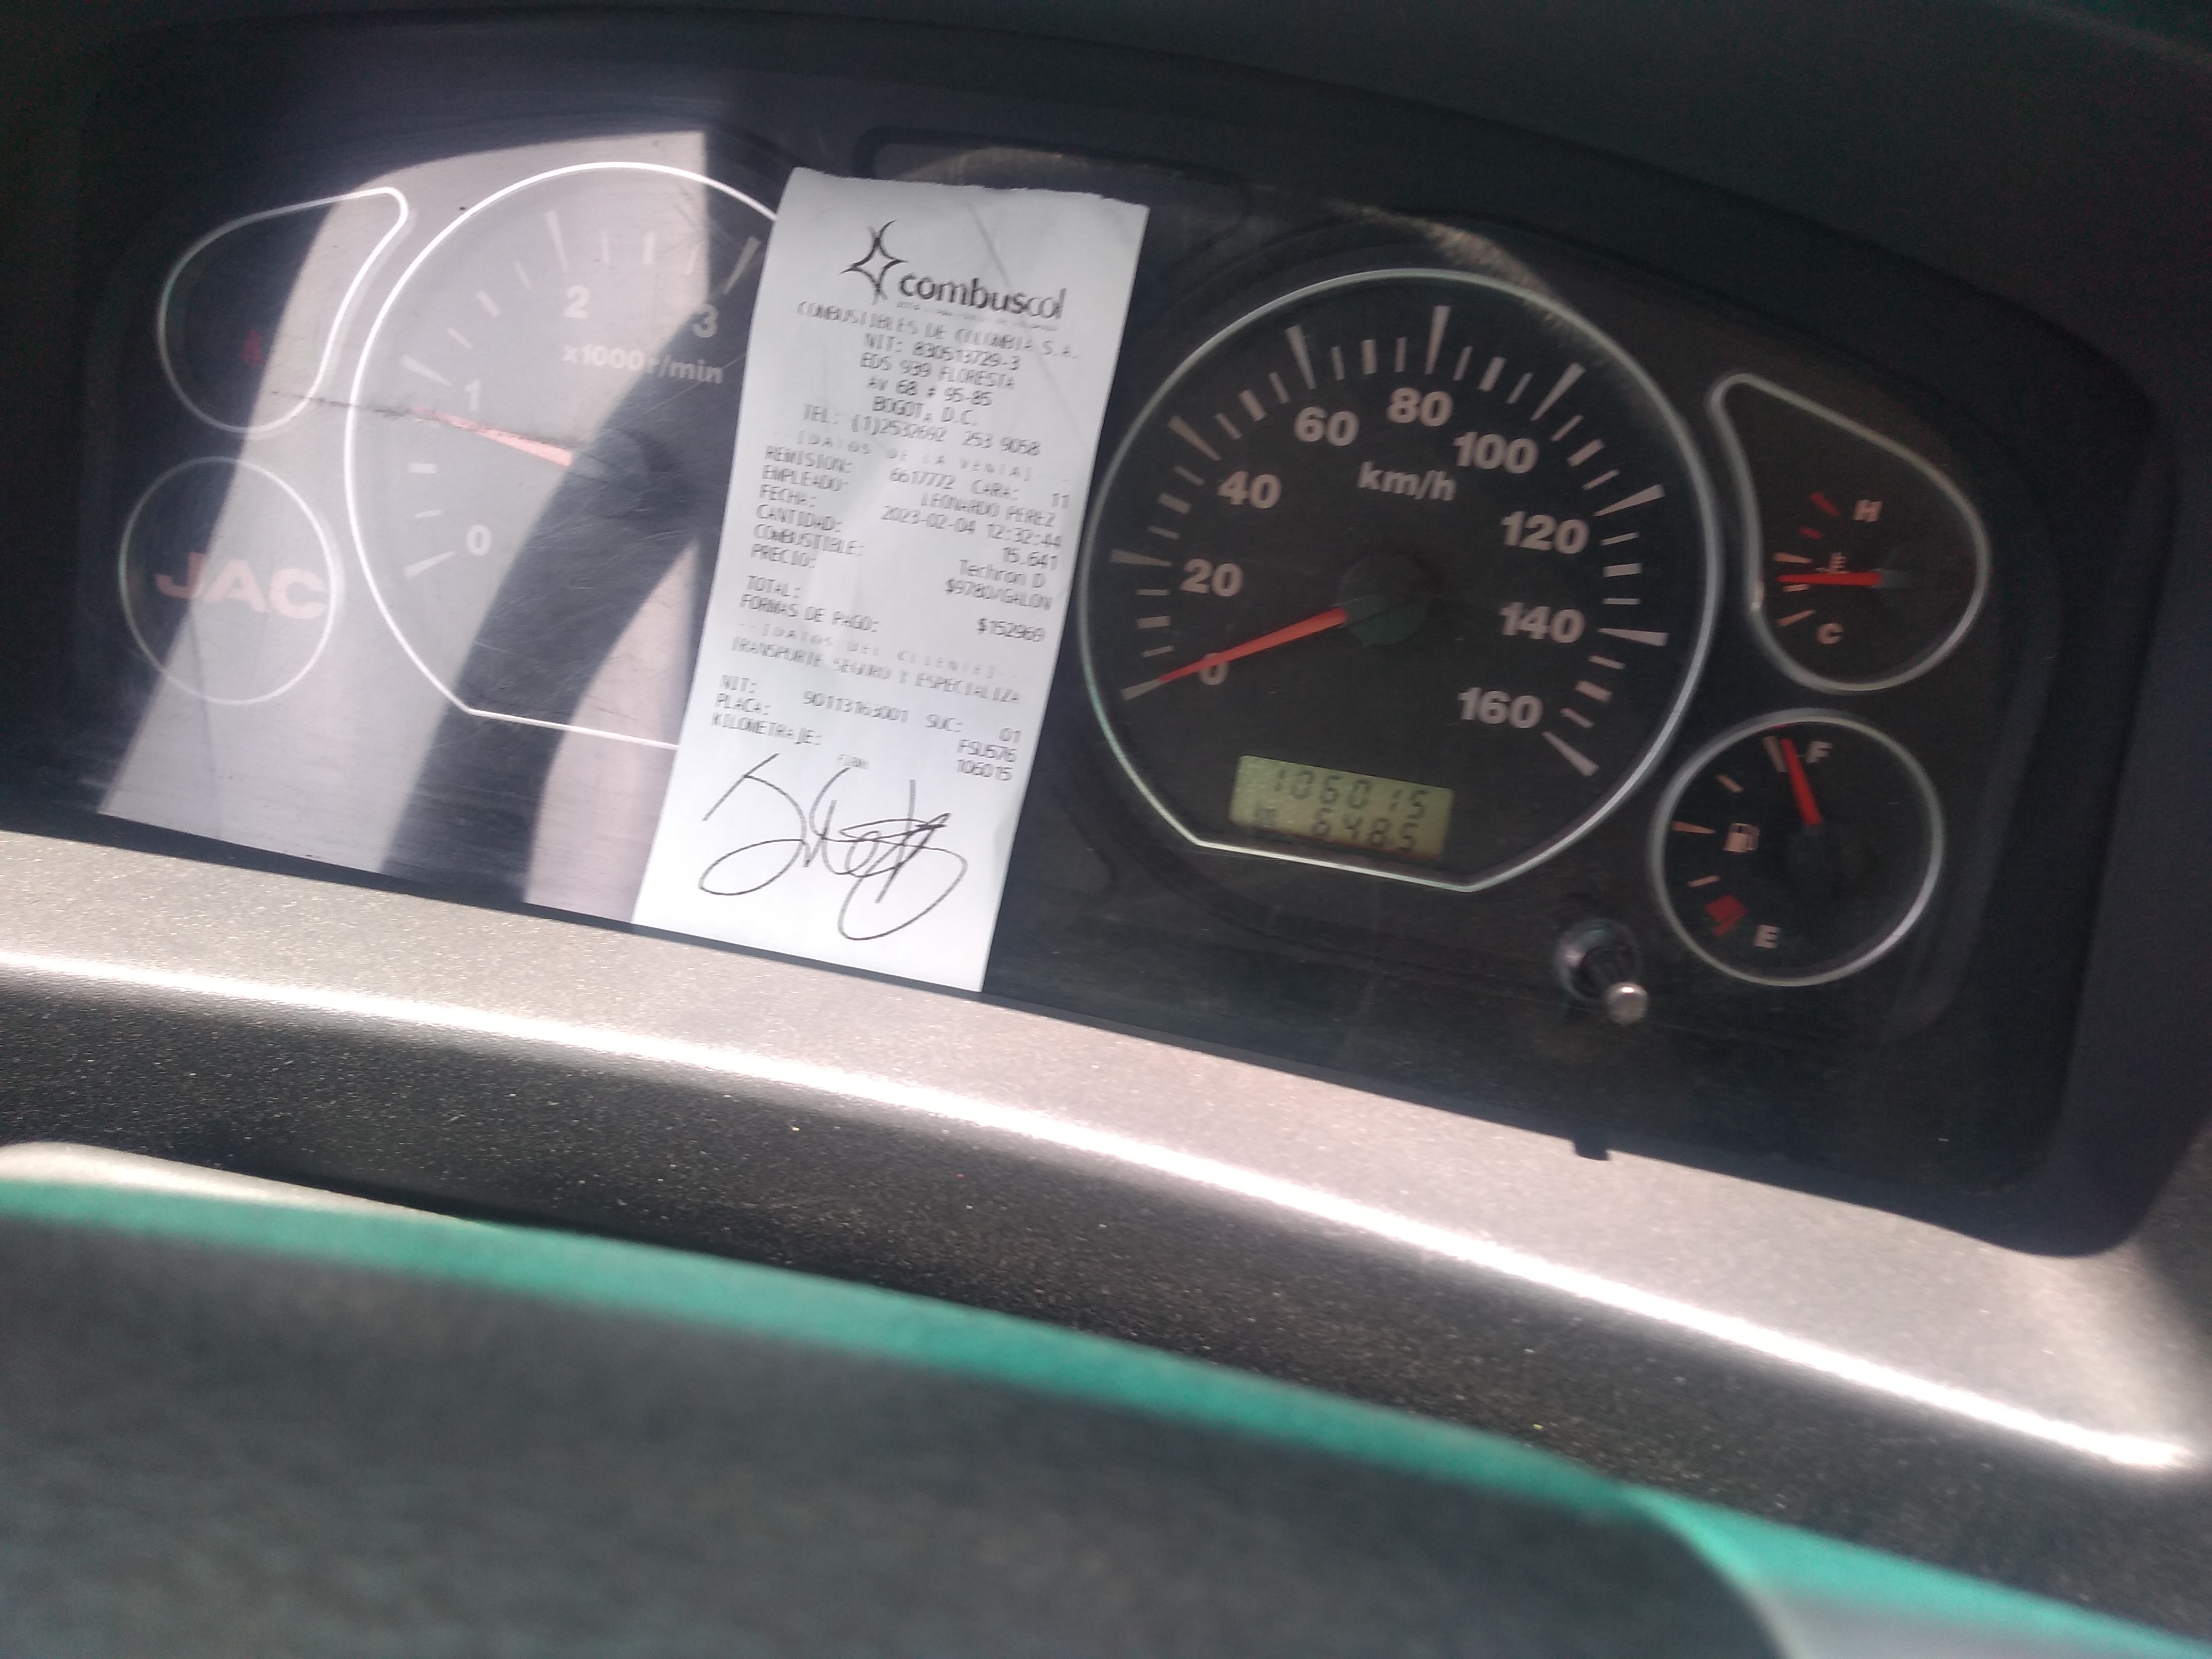 combuscol
COMBUSTIBLES DE COLOMBIA S.A.
NIT: 830513729-3
EDS 939 FLORESTA
AV 68 # 95-85
BOGOTA D.C.
TEL: (1)2532692 253 9058
[DATOS DE LA VENTA]
REMISION: 6617772 CARA: 11
EMPLEADO: LEONARDO PEREZ
FECHA: 2023-02-04 12:32:44
CANTIDAD: 15.641
COMBUSTIBLE: Techron D
PRECIO: $9780/GALON
TOTAL: $152969
FORMAS DE PAGO:
[DATOS DEL CLIENTE]
TRANSPORTE SEGURO Y ESPECIALIZA
NIT: 90113163001 SUC: 01
PLACA:
KILOMETRAJE: 106015
JAC
0
1
2
3
x1000r/min
0
20
40
60
80
100
120
140
160
km/h
106015
648.5
H
C
F
E